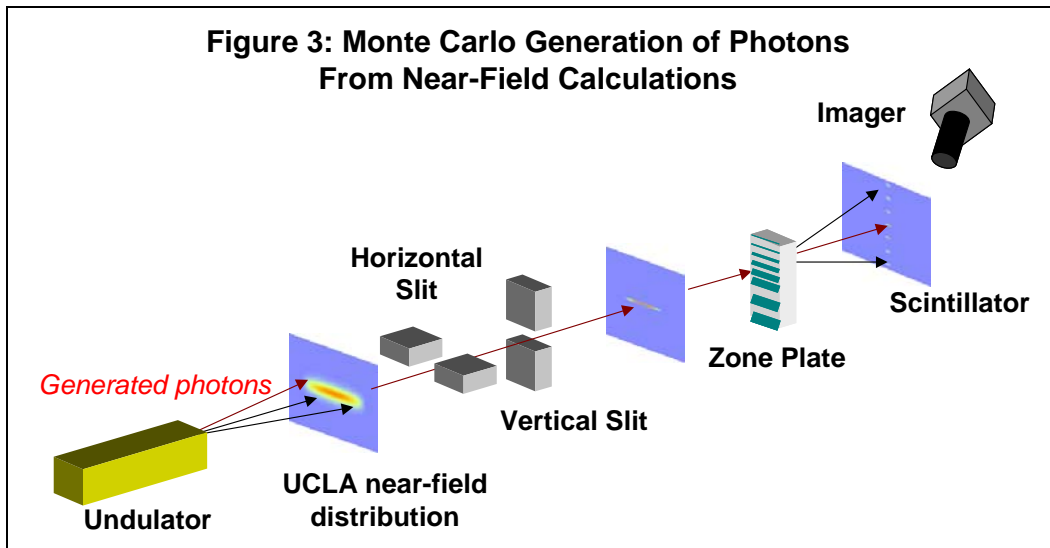 Figure 3: Monte Carlo Generation of Photons
From Near-Field Calculations
Imager
Horizontal
Slit
Scintillator
Zone Plate
Generated photons
Vertical Slit
UCLA near-field
distribution
Undulator